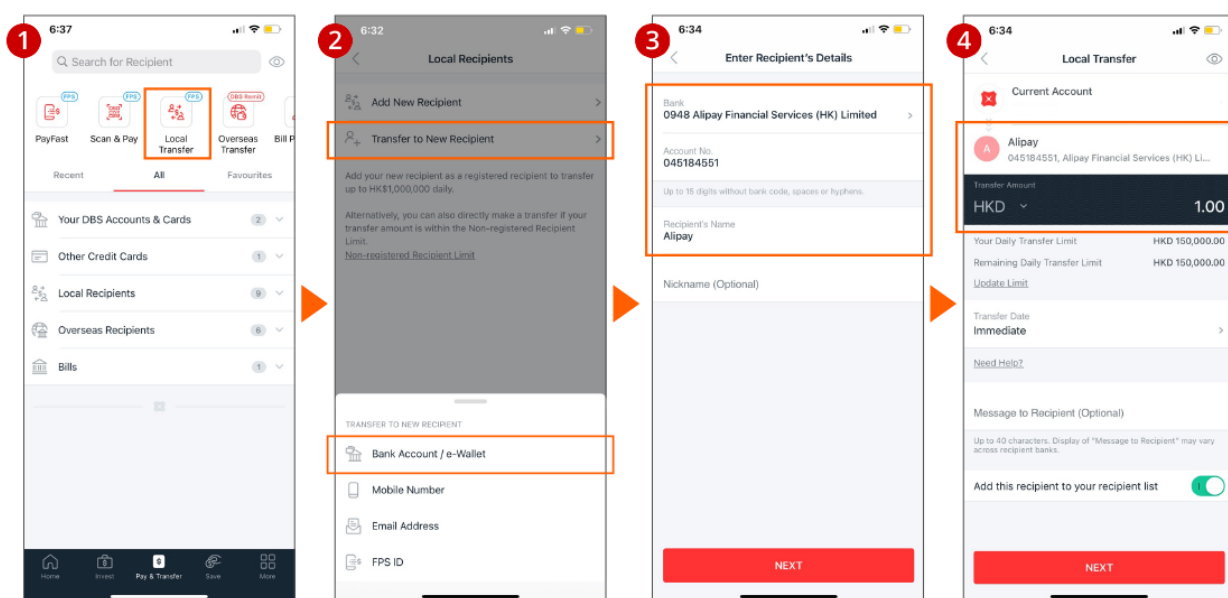 1
6:37
Search for Recipient
FPS
FPS
FPS
DBS Remit
PayFast
Scan & Pay
Local
Transfer
Overseas
Transfer
Bill P
Recent
All
Favourites
Your DBS Accounts & Cards
2
Other Credit Cards
1
Local Recipients
9
Overseas Recipients
6
Bills
1
Home
Invest
Pay & Transfer
Save
More
2
6:32
Local Recipients
Add New Recipient
Transfer to New Recipient
Add your new recipient as a registered recipient to transfer
up to HK$1,000,000 daily.
Alternatively, you can also directly make a transfer if your
transfer amount is within the Non-registered Recipient
Limit.
Non-registered Recipient Limit
TRANSFER TO NEW RECIPIENT
Bank Account / e-Wallet
Mobile Number
Email Address
FPS ID
3
6:34
Enter Recipient's Details
Bank
0948 Alipay Financial Services (HK) Limited
Account No.
045184551
Up to 15 digits without bank code, spaces or hyphens.
Recipient's Name
Alipay
Nickname (Optional)
NEXT
4
6:34
Local Transfer
Current Account
A
Alipay
045184551, Alipay Financial Services (HK) Li...
Transfer Amount
HKD
1.00
Your Daily Transfer Limit
HKD 150,000.00
Remaining Daily Transfer Limit
HKD 150,000.00
Update Limit
Transfer Date
Immediate
Need Help?
Message to Recipient (Optional)
Up to 40 characters. Display of "Message to Recipient" may vary
across recipient banks.
Add this recipient to your recipient list
NEXT